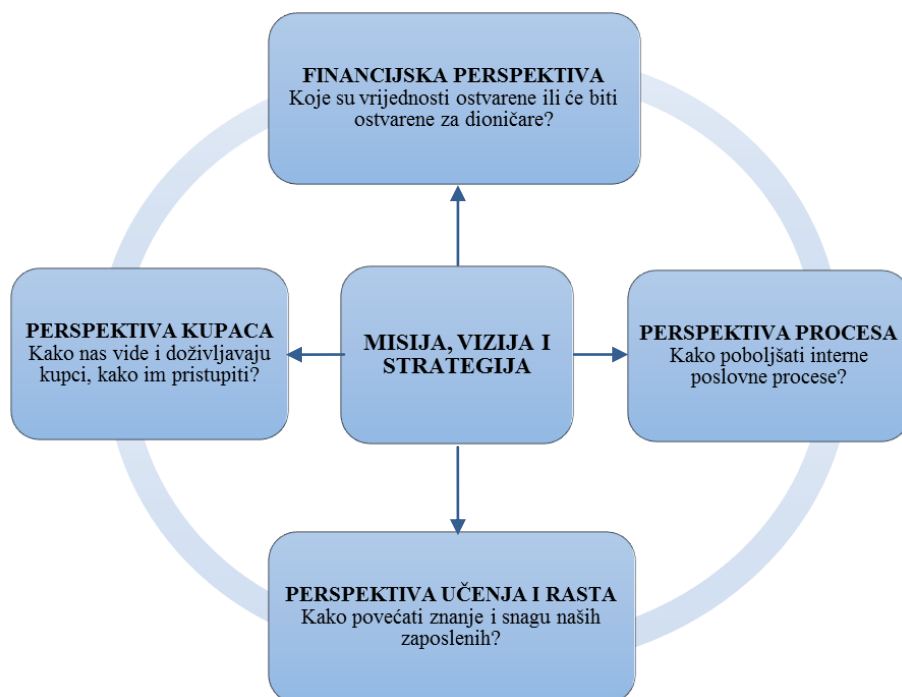 FINANCIJSKA PERSPEKTIVA
Koje su vrijednosti ostvarene ili će biti
ostvarene za dioničare?
PERSPEKTIVA KUPACA
Kako nas vide i doživljavaju
kupci, kako im pristupiti?
MISIJA, VIZIJA I
STRATEGIJA
PERSPEKTIVA PROCESA
Kako poboljšati interne
poslovne procese?
PERSPEKTIVA UČENJA I RASTA
Kako povećati znanje i snagu naših
zaposlenih?